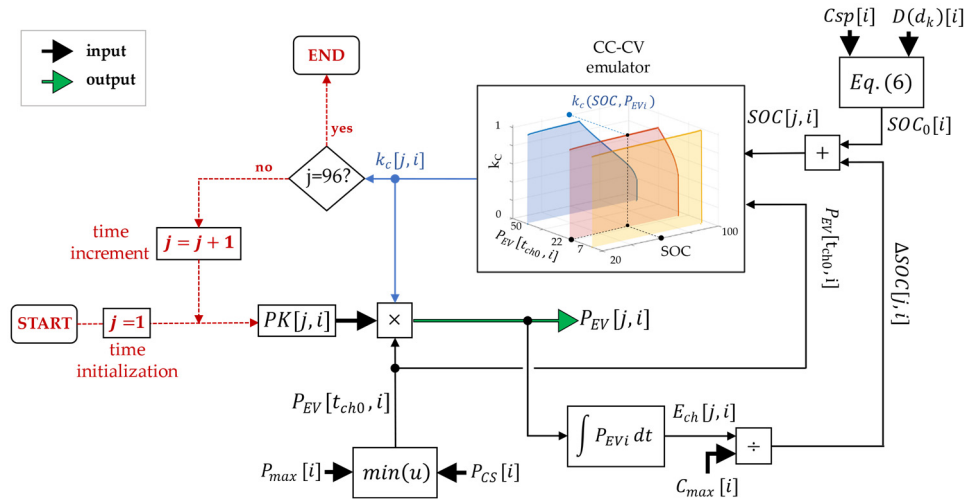 input
output
END
yes
no
j=96?
time
increment
j = j + 1
START
j =1
time
initialization
PK[j, i]
×
P_EV[j, i]
k_c[j, i]
CC-CV
emulator
k_c(SOC, P_EVi)
1
k_C
0
50
22
7
P_EV[t_ch0, i]
20
SOC
100
Csp[i]
D(d_k)[i]
Eq. (6)
SOC[j, i]
SOC_0[i]
+
P_EV[t_ch0, i]
ΔSOC[j, i]
P_EV[t_ch0, i]
P_max[i]
min(u)
P_CS[i]
∫ P_EVi dt
E_ch[j, i]
÷
C_max[i]